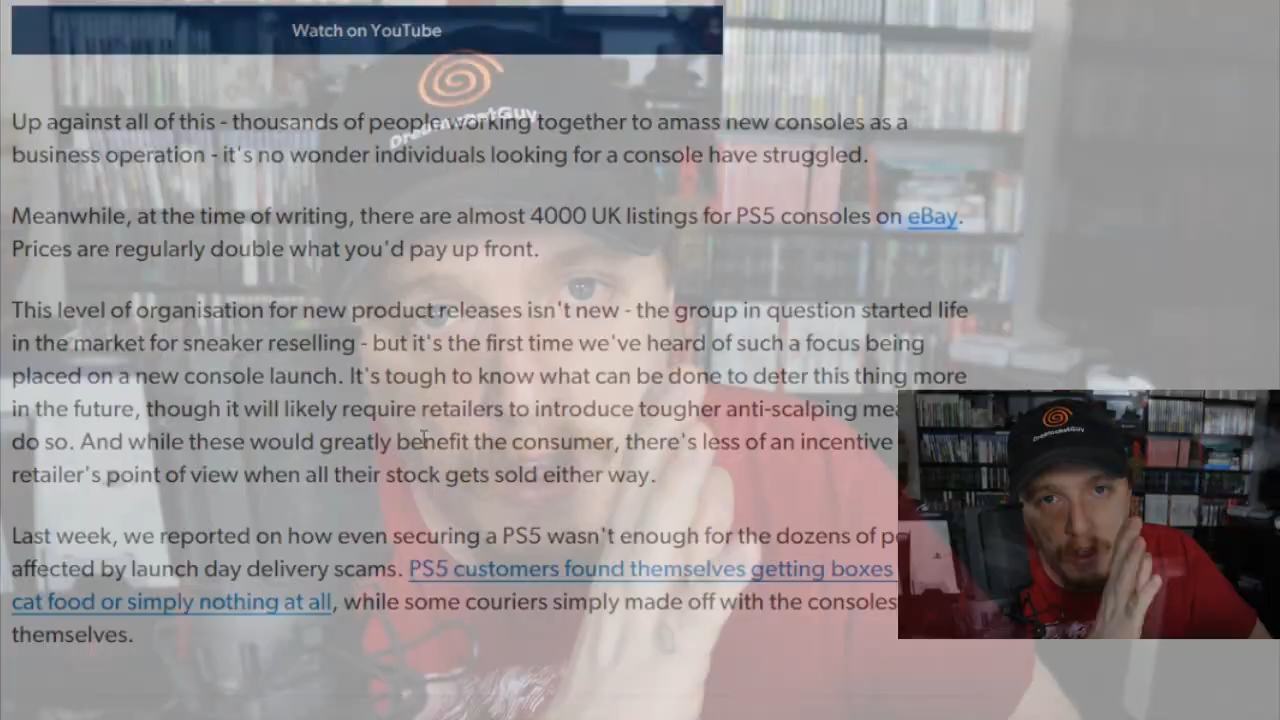 Watch on YouTube
DreamcastGuy
Up against all of this - thousands of people working together to amass new consoles as a
business operation - it's no wonder individuals looking for a console have struggled.
Meanwhile, at the time of writing, there are almost 4000 UK listings for PS5 consoles on eBay.
Prices are regularly double what you'd pay up front.
This level of organisation for new product releases isn't new - the group in question started life
in the market for sneaker reselling - but it's the first time we've heard of such a focus being
placed on a new console launch. It's tough to know what can be done to deter this thing more
in the future, though it will likely require retailers to introduce tougher anti-scalping mea
do so. And while these would greatly benefit the consumer, there's less of an incentive
retailer's point of view when all their stock gets sold either way.
Last week, we reported on how even securing a PS5 wasn't enough for the dozens of pe
affected by launch day delivery scams. PS5 customers found themselves getting boxes
cat food or simply nothing at all, while some couriers simply made off with the consoles
themselves.
DreamcastGuy